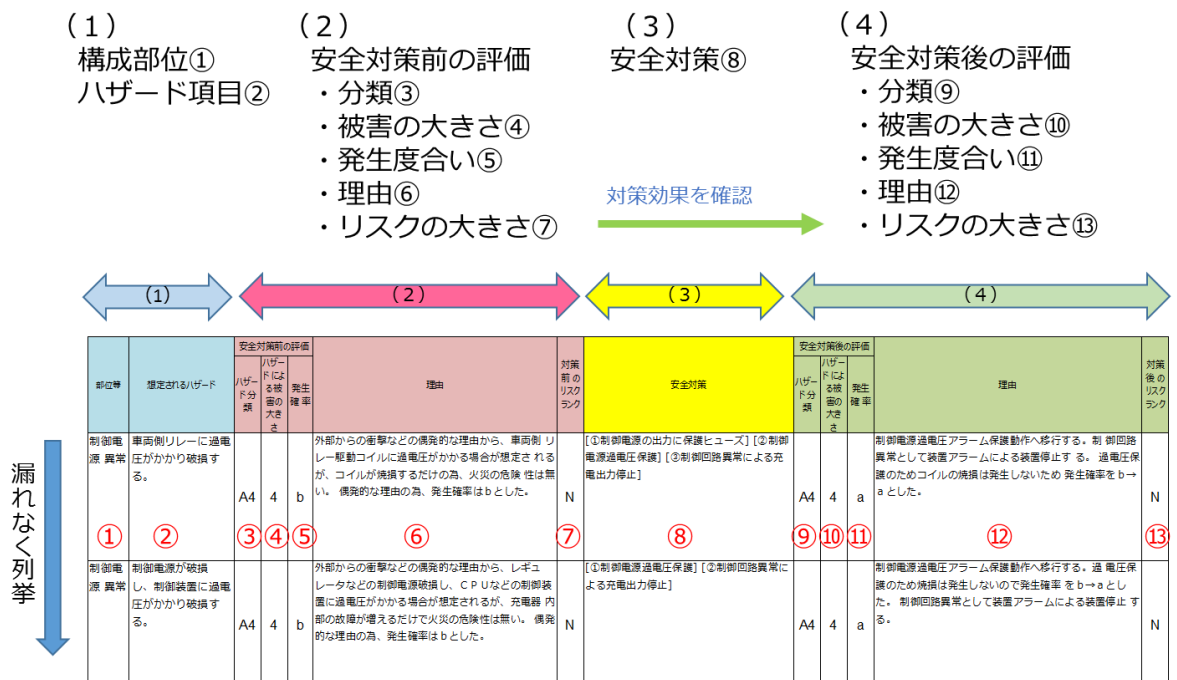 （１）
構成部位①
ハザード項目②
（２）
安全対策前の評価
・分類③
・被害の大きさ④
・発生度合い⑤
・理由⑥
・リスクの大きさ⑦
（３）
安全対策⑧
対策効果を確認
（４）
安全対策後の評価
・分類⑨
・被害の大きさ⑩
・発生度合い⑪
・理由⑫
・リスクの大きさ⑬
（1）
（２）
（３）
（４）
漏れなく列挙
部位等
想定されるハザード
安全対策前の評価
ハザー
ド分
類
ハザー
ドによ
る被
害の
大き
さ
発生
確 率
理由
対策
前 の
リスク
ランク
安全対策
安全対策後の評価
ハザー
ド分
類
ハザー
ドによ
る被
害の
大き
さ
発生
確 率
理由
対策
後 の
リスク
ランク
制御電
源 異常
①
車両側リレーに過電
圧がかかり破損す
る。
②
A4
③
4
④
b
⑤
外部からの衝撃などの偶発的な理由から、車両側 リ
レー駆動コイルに過電圧がかかる場合が想定 され る
が、コイルが焼損するだけの為、火災の危険 性は無
い。 偶発的な理由の為、発生確率はｂとした。
⑥
N
⑦
[①制御電源の出力に保護ヒューズ] [②制御
電源過電圧保護] [③制御回路異常による充
電出力停止]
⑧
A4
⑨
4
⑩
a
⑪
制御電源過電圧アラーム保護動作へ移行する。制 御回路
異常として装置アラームによる装置停止す る。 過電圧保
護のためコイルの焼損は発生しないため 発生確率をｂ→
ａとした。
⑫
N
⑬
制御電
源 異常
制御電源が破損
し、制御装置に過電
圧がかかり破損す
る。
A4
4
b
外部からの衝撃などの偶発的な理由から、レギュ
レータなどの制御電源破損し、ＣＰＵなどの制御装
置に過電圧がかかる場合が想定されるが、充電器 内
部の故障が増えるだけで火災の危険性は無い。 偶発
的な理由の為、発生確率はｂとした。
N
[①制御電源過電圧保護] [②制御回路異常に
よる充電出力停止]
A4
4
a
制御電源過電圧アラーム保護動作へ移行する。過 電圧保
護のため焼損は発生しないので発生確率 をｂ→ａとし
た。 制御回路異常として装置アラームによる装置停止 す
る。
N